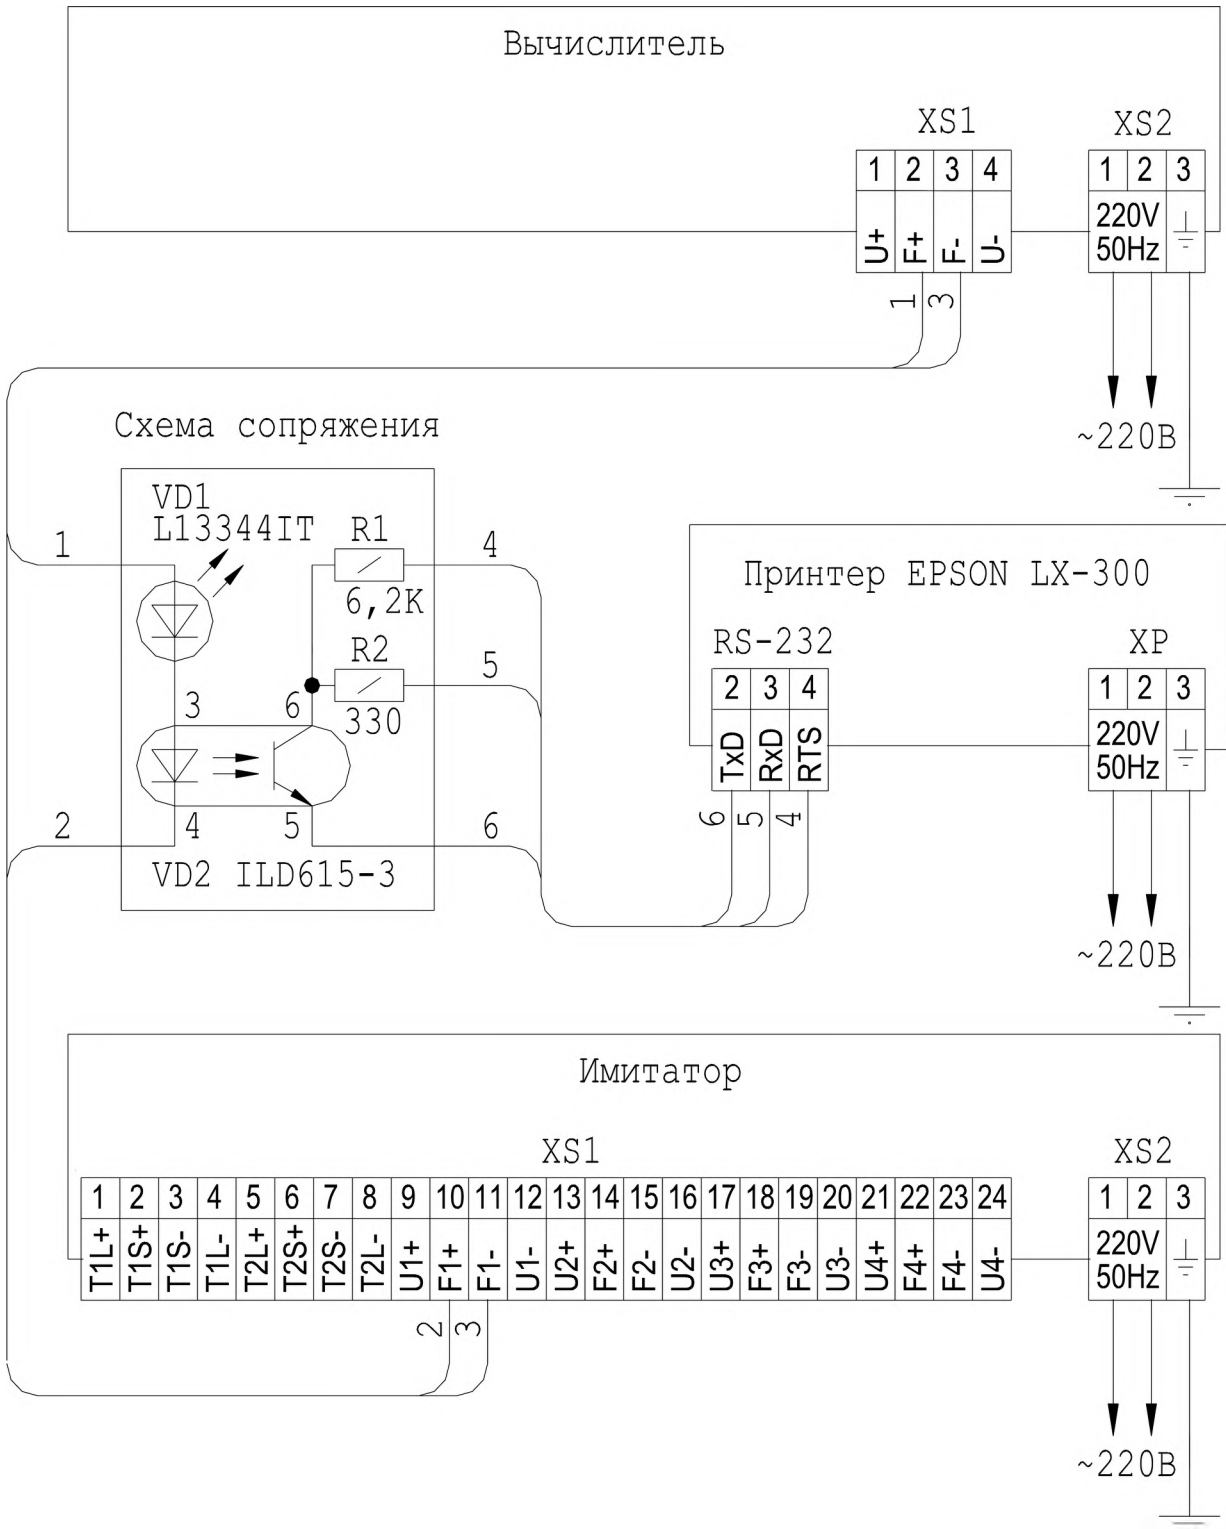 Вычислитель
XS1
XS2
1 2 3 4
1 2 3
U+ F+ F- U-
220V
50Hz
1 3
~220В
Схема сопряжения
VD1
L13344IT
R1
1
4
6,2K
R2
5
3
6
330
4
5
2
6
VD2 ILD615-3
Принтер EPSON LX-300
RS-232
XP
2 3 4
1 2 3
TxD RxD RTS
220V
50Hz
6 5 4
~220В
Имитатор
XS1
XS2
1 2 3 4 5 6 7 8 9 10 11 12 13 14 15 16 17 18 19 20 21 22 23 24
1 2 3
T1L+ T1S+ T1S- T1L- T2L+ T2S+ T2S- T2L- U1+ F1+ F1- U1- U2+ F2+ F2- U2- U3+ F3+ F3- U3- U4+ F4+ F4- U4-
220V
50Hz
2 3
~220В